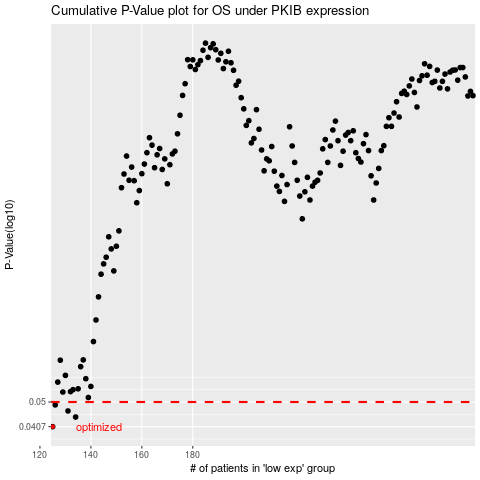 Cumulative P-Value plot for OS under PKIB expression
P-Value(log10)
0.05
0.0407
optimized
120 140 160 180
# of patients in 'low exp' group